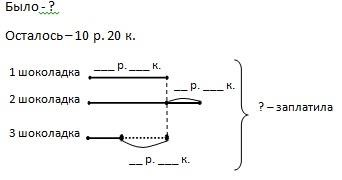 Было - ?
Осталось – 10 р. 20 к.
___ р. ___ к.
1 шоколадка
__ р. ___ к.
2 шоколадка
? – заплатила
3 шоколадка
__ р. ___ к.